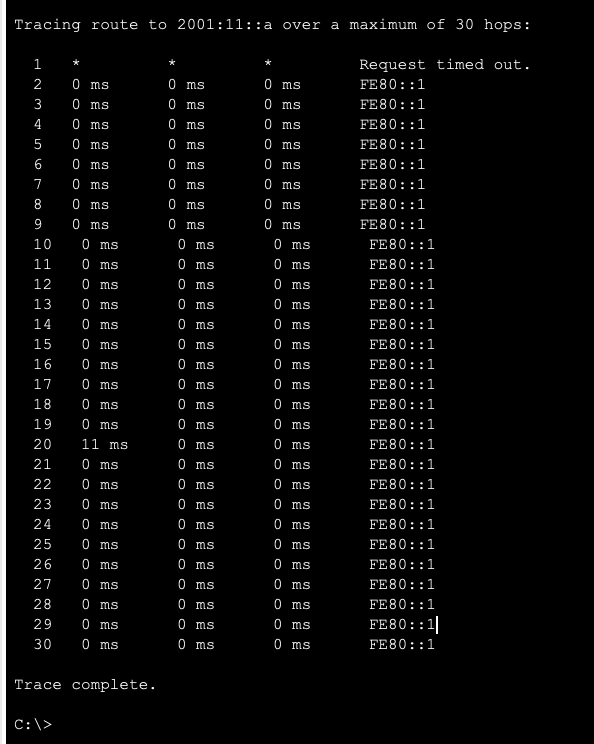 Tracing route to 2001:11::a over a maximum of 30 hops:
1 * * * Request timed out.
2 0 ms 0 ms 0 ms FE80::1
3 0 ms 0 ms 0 ms FE80::1
4 0 ms 0 ms 0 ms FE80::1
5 0 ms 0 ms 0 ms FE80::1
6 0 ms 0 ms 0 ms FE80::1
7 0 ms 0 ms 0 ms FE80::1
8 0 ms 0 ms 0 ms FE80::1
9 0 ms 0 ms 0 ms FE80::1
10 0 ms 0 ms 0 ms FE80::1
11 0 ms 0 ms 0 ms FE80::1
12 0 ms 0 ms 0 ms FE80::1
13 0 ms 0 ms 0 ms FE80::1
14 0 ms 0 ms 0 ms FE80::1
15 0 ms 0 ms 0 ms FE80::1
16 0 ms 0 ms 0 ms FE80::1
17 0 ms 0 ms 0 ms FE80::1
18 0 ms 0 ms 0 ms FE80::1
19 0 ms 0 ms 0 ms FE80::1
20 11 ms 0 ms 0 ms FE80::1
21 0 ms 0 ms 0 ms FE80::1
22 0 ms 0 ms 0 ms FE80::1
23 0 ms 0 ms 0 ms FE80::1
24 0 ms 0 ms 0 ms FE80::1
25 0 ms 0 ms 0 ms FE80::1
26 0 ms 0 ms 0 ms FE80::1
27 0 ms 0 ms 0 ms FE80::1
28 0 ms 0 ms 0 ms FE80::1
29 0 ms 0 ms 0 ms FE80::1
30 0 ms 0 ms 0 ms FE80::1
Trace complete.
C:\>